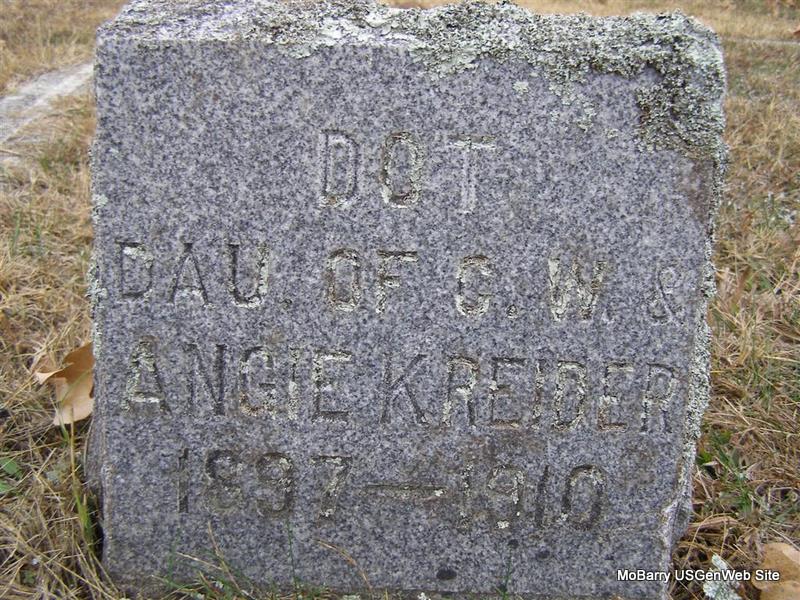 DOT
DAU. OF C. W. &
ANGIE KREIDER
1897—1910
MoBarry USGenWeb Site